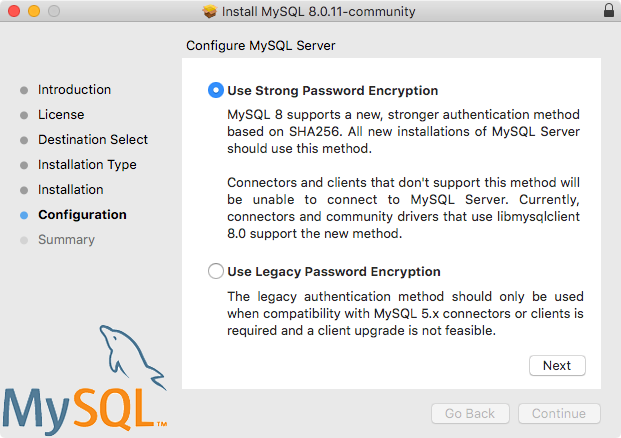 Install MySQL 8.0.11-community
Configure MySQL Server
Introduction
License
Destination Select
Installation Type
Installation
Configuration
Summary
Use Strong Password Encryption
MySQL 8 supports a new, stronger authentication method
based on SHA256. All new installations of MySQL Server
should use this method.
Connectors and clients that don't support this method will
be unable to connect to MySQL Server. Currently,
connectors and community drivers that use libmysqlclient
8.0 support the new method.
Use Legacy Password Encryption
The legacy authentication method should only be used
when compatibility with MySQL 5.x connectors or clients is
required and a client upgrade is not feasible.
Next
MySQL™
Go Back
Continue